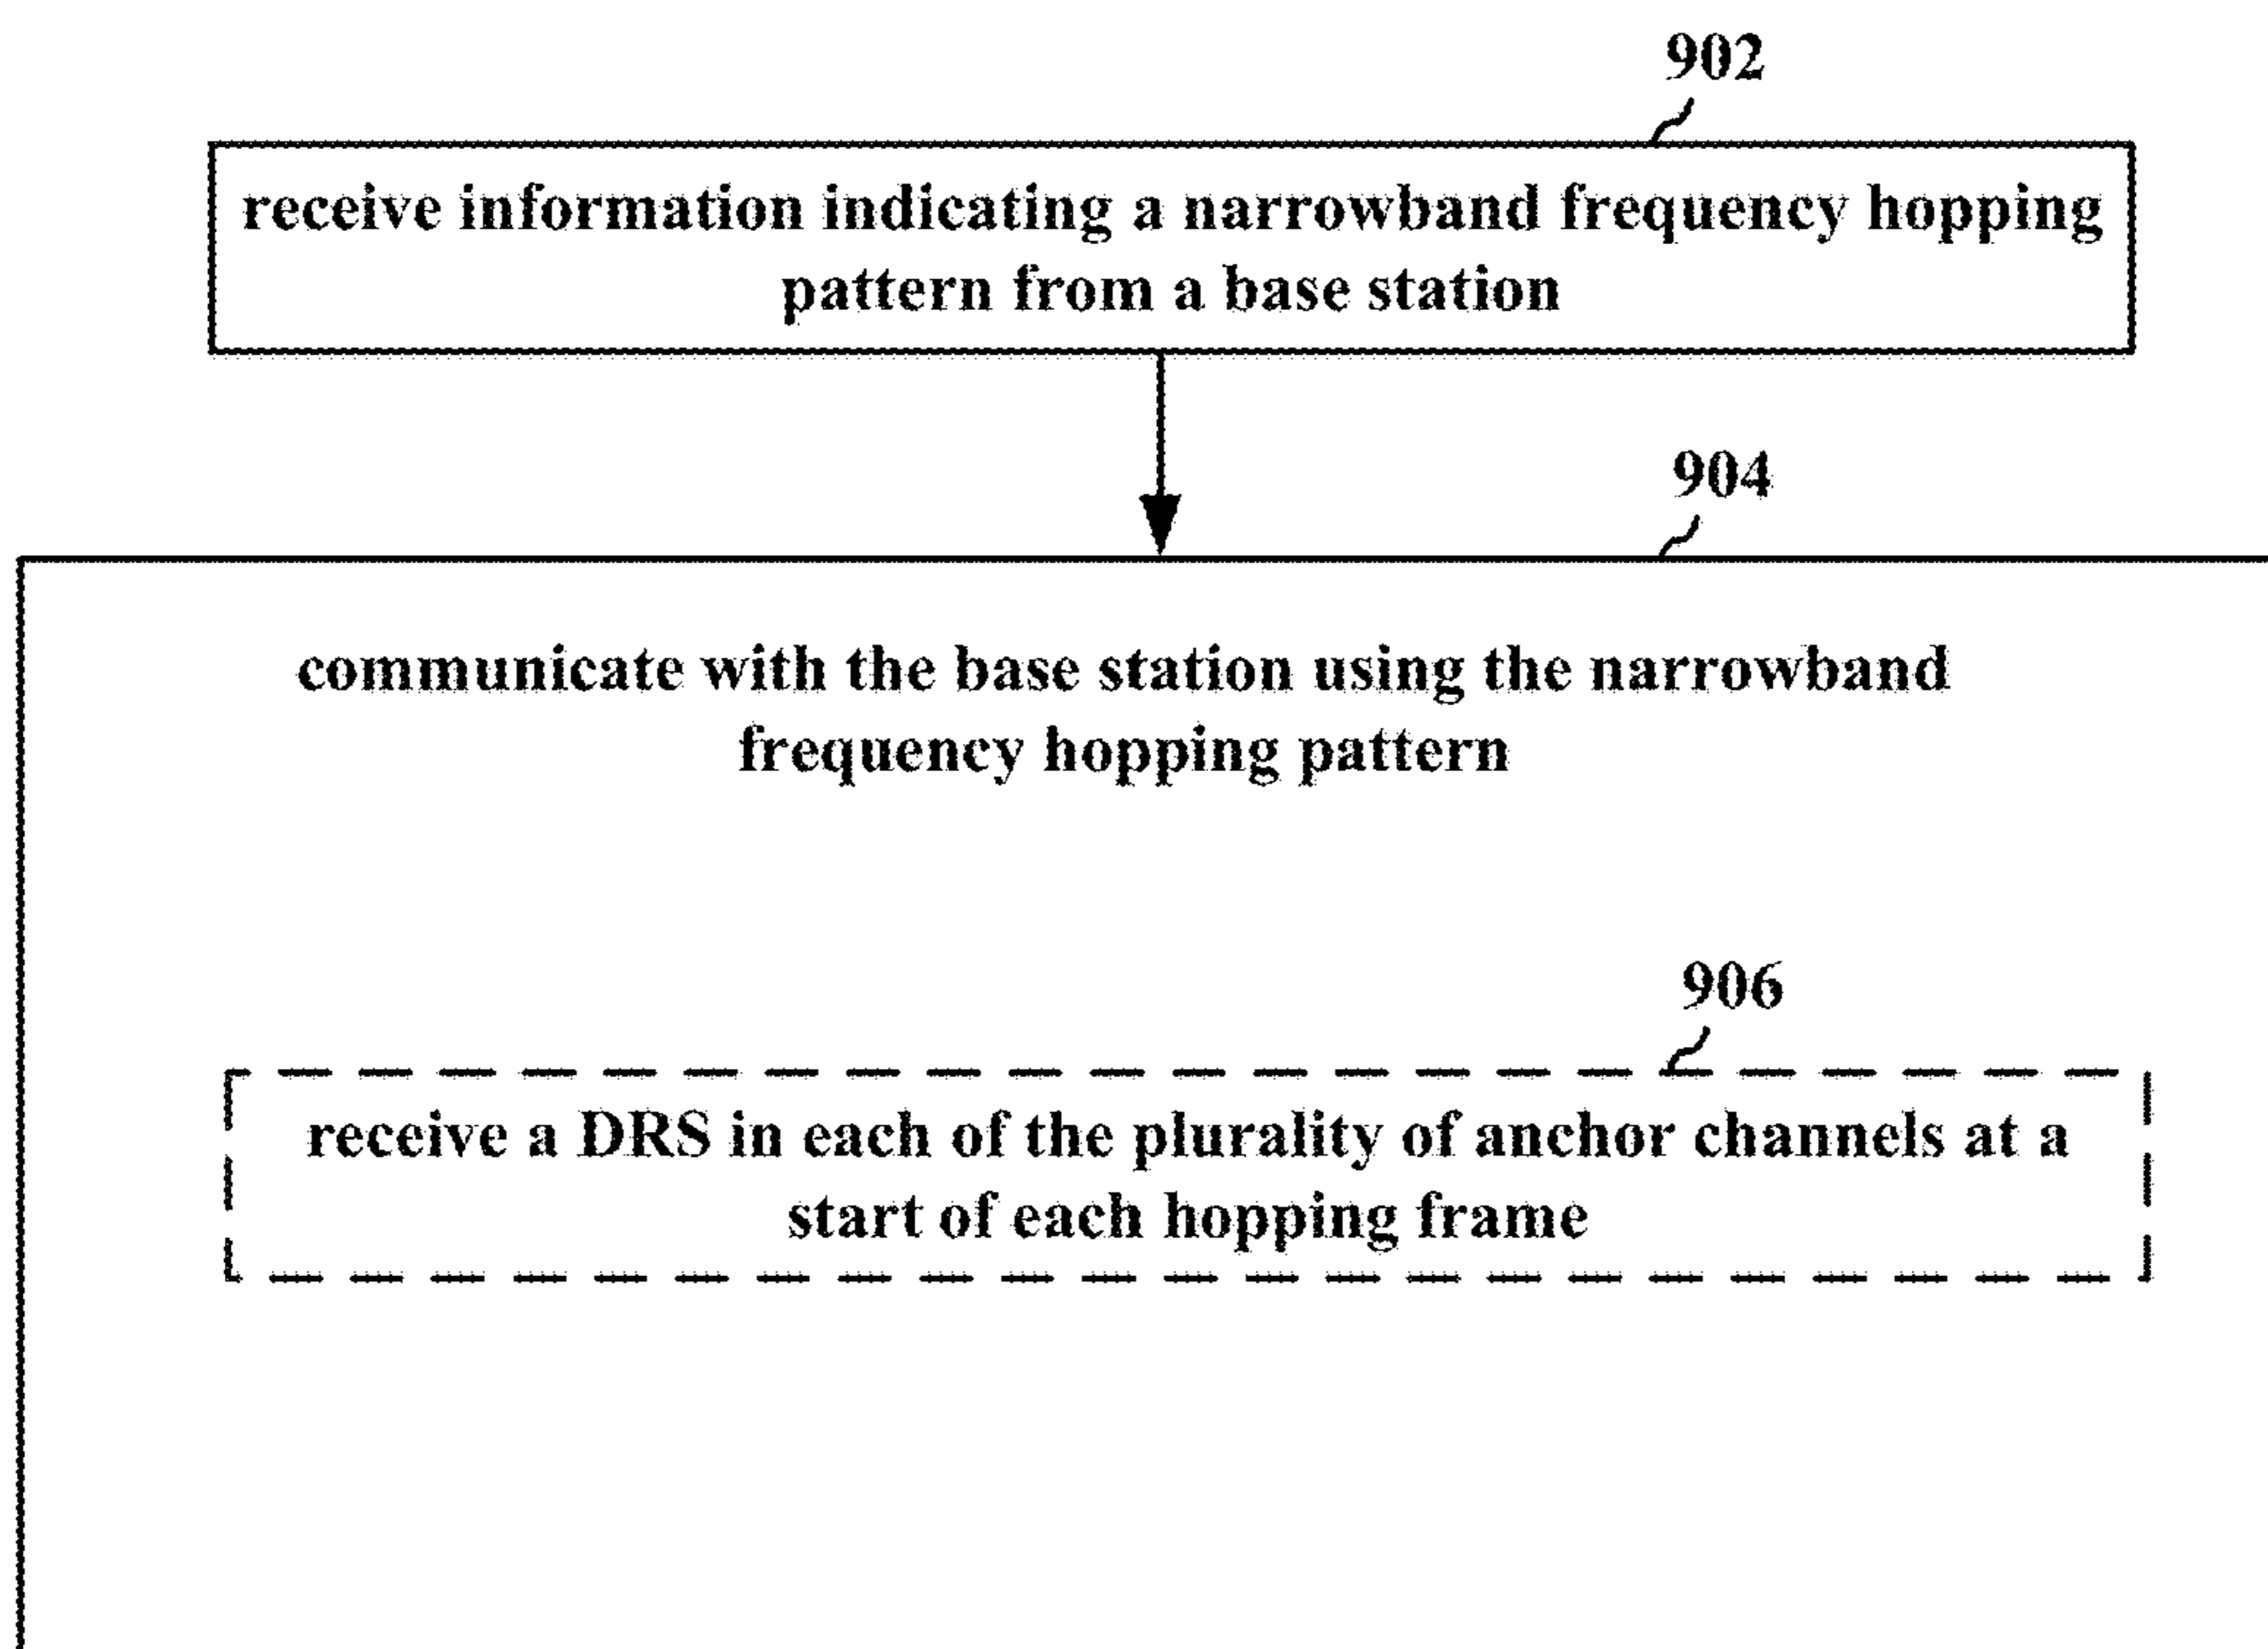 902
receive information indicating a narrowband frequency hopping
pattern from a base station
904
communicate with the base station using the narrowband
frequency hopping pattern
906
receive a DRS in each of the plurality of anchor channels at a
start of each hopping frame